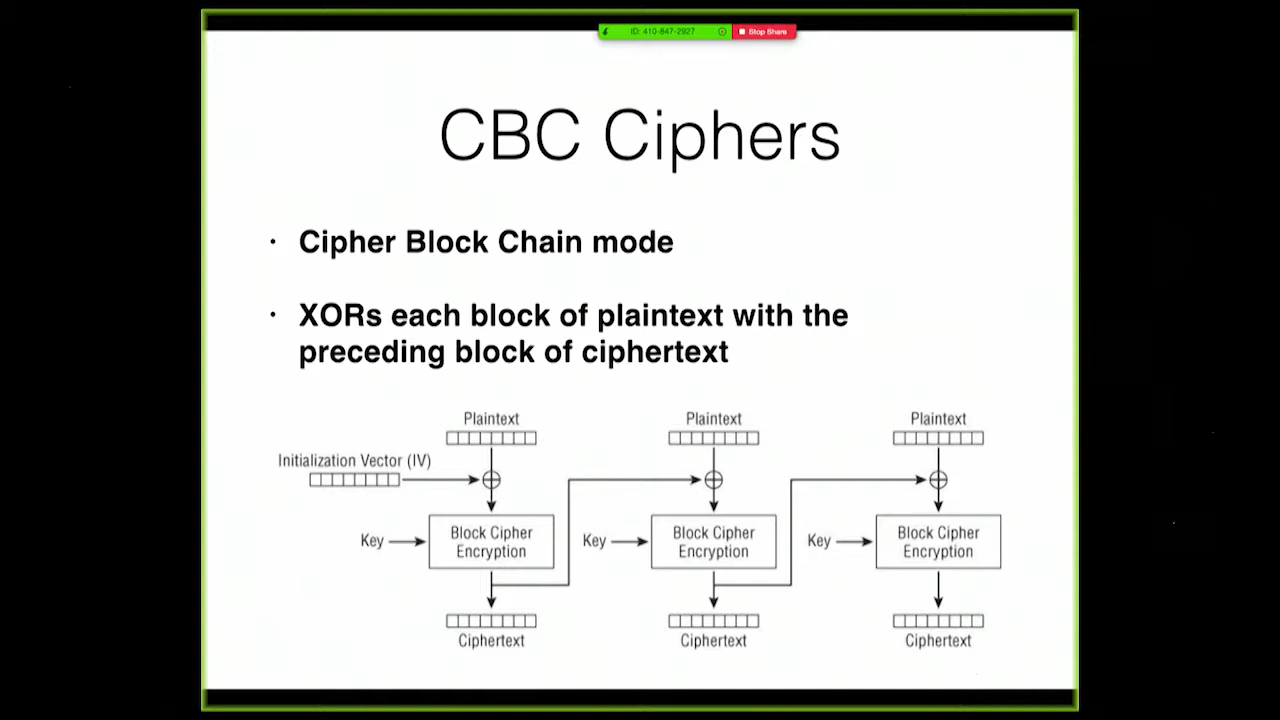 ID: 410-847-2927 Stop Share
CBC Ciphers
· Cipher Block Chain mode
· XORs each block of plaintext with the
preceding block of ciphertext
Plaintext Plaintext Plaintext
Initialization Vector (IV)
Key Block Cipher Encryption Key Block Cipher Encryption Key Block Cipher Encryption
Ciphertext Ciphertext Ciphertext